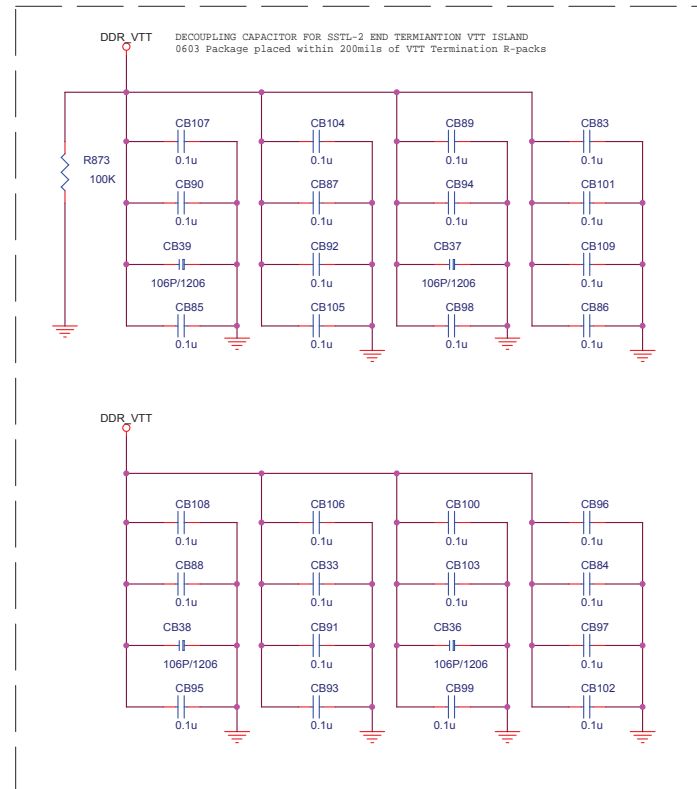 DDR_VTT
DECOUPLING CAPACITOR FOR SSTL-2 END TERMIANTION VTT ISLAND
0603 Package placed within 200mils of VTT Termination R-packs
CB107 CB104 CB89 CB83
0.1u 0.1u 0.1u 0.1u
R873
100K
CB90 CB87 CB94 CB101
0.1u 0.1u 0.1u 0.1u
CB39 CB92 CB37 CB109
106P/1206 0.1u 106P/1206 0.1u
CB85 CB105 CB98 CB86
0.1u 0.1u 0.1u 0.1u
DDR_VTT
CB108 CB106 CB100 CB96
0.1u 0.1u 0.1u 0.1u
CB88 CB33 CB103 CB84
0.1u 0.1u 0.1u 0.1u
CB38 CB91 CB36 CB97
106P/1206 0.1u 106P/1206 0.1u
CB95 CB93 CB99 CB102
0.1u 0.1u 0.1u 0.1u